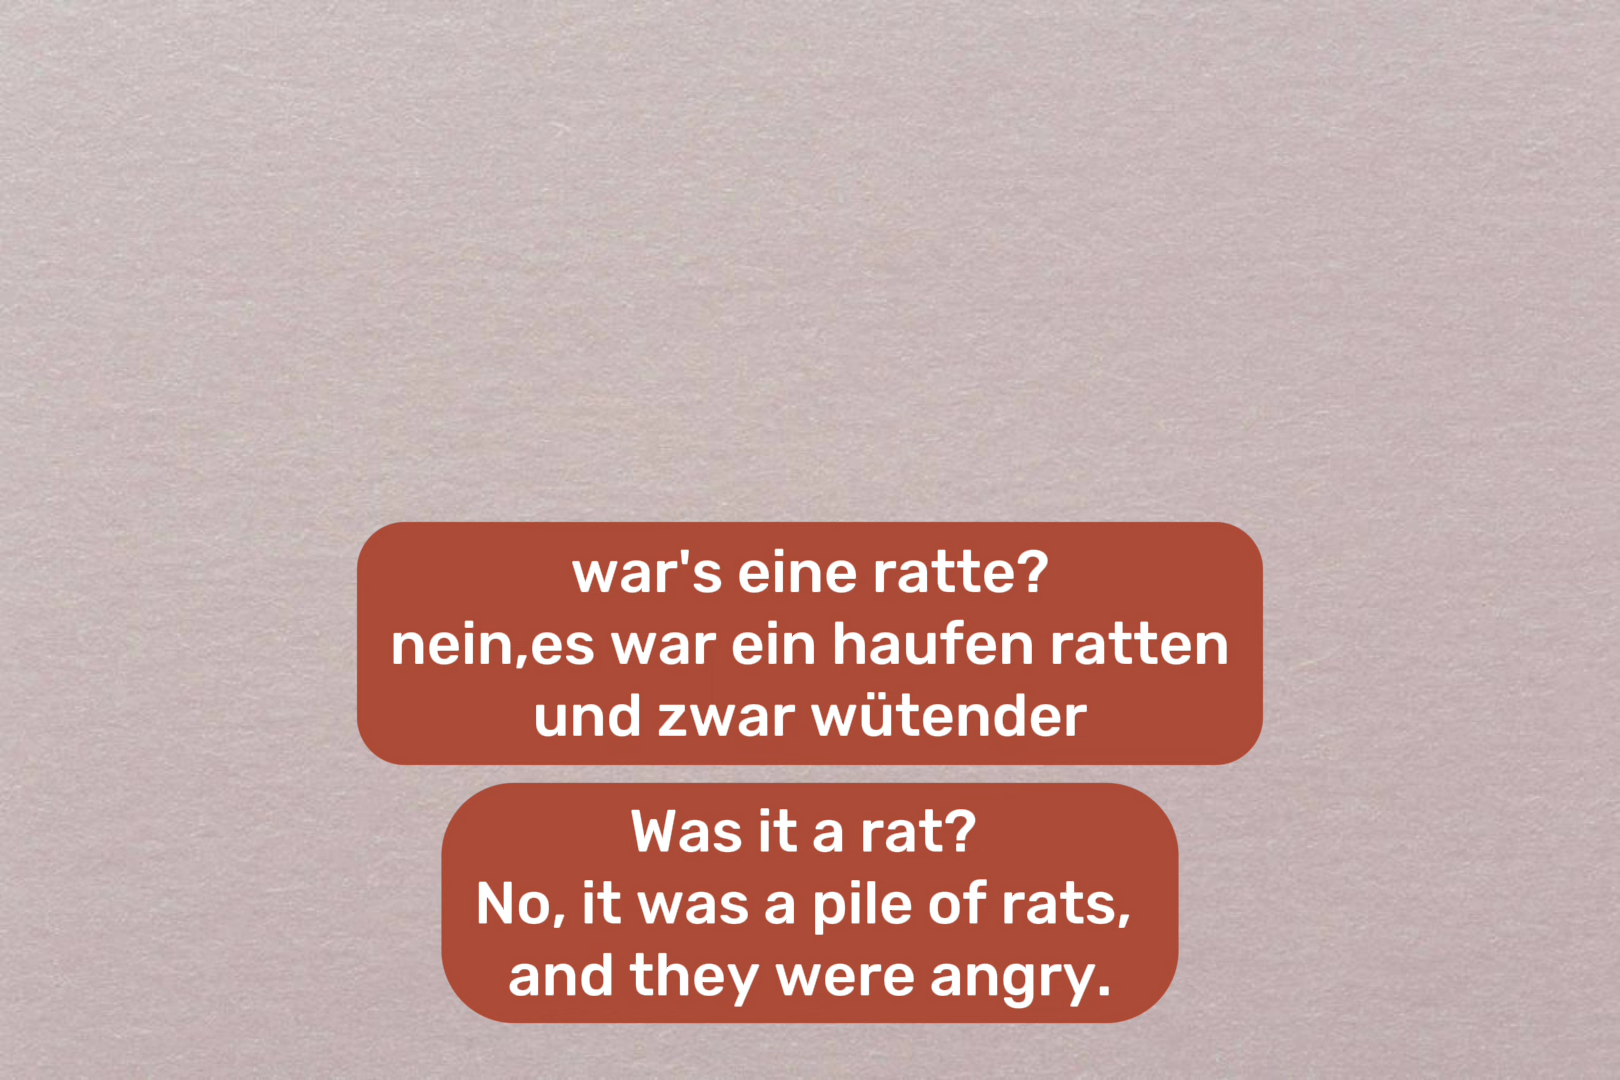 war's eine ratte?
nein,es war ein haufen ratten
und zwar wütender
Was it a rat?
No, it was a pile of rats,
and they were angry.